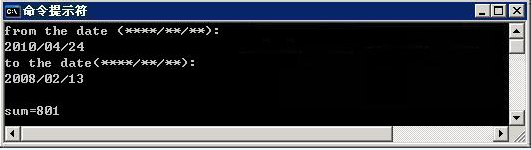 命令提示符
from the date (****/**/**):
2010/04/24
to the date(****/**/**):
2008/02/13
sum=801